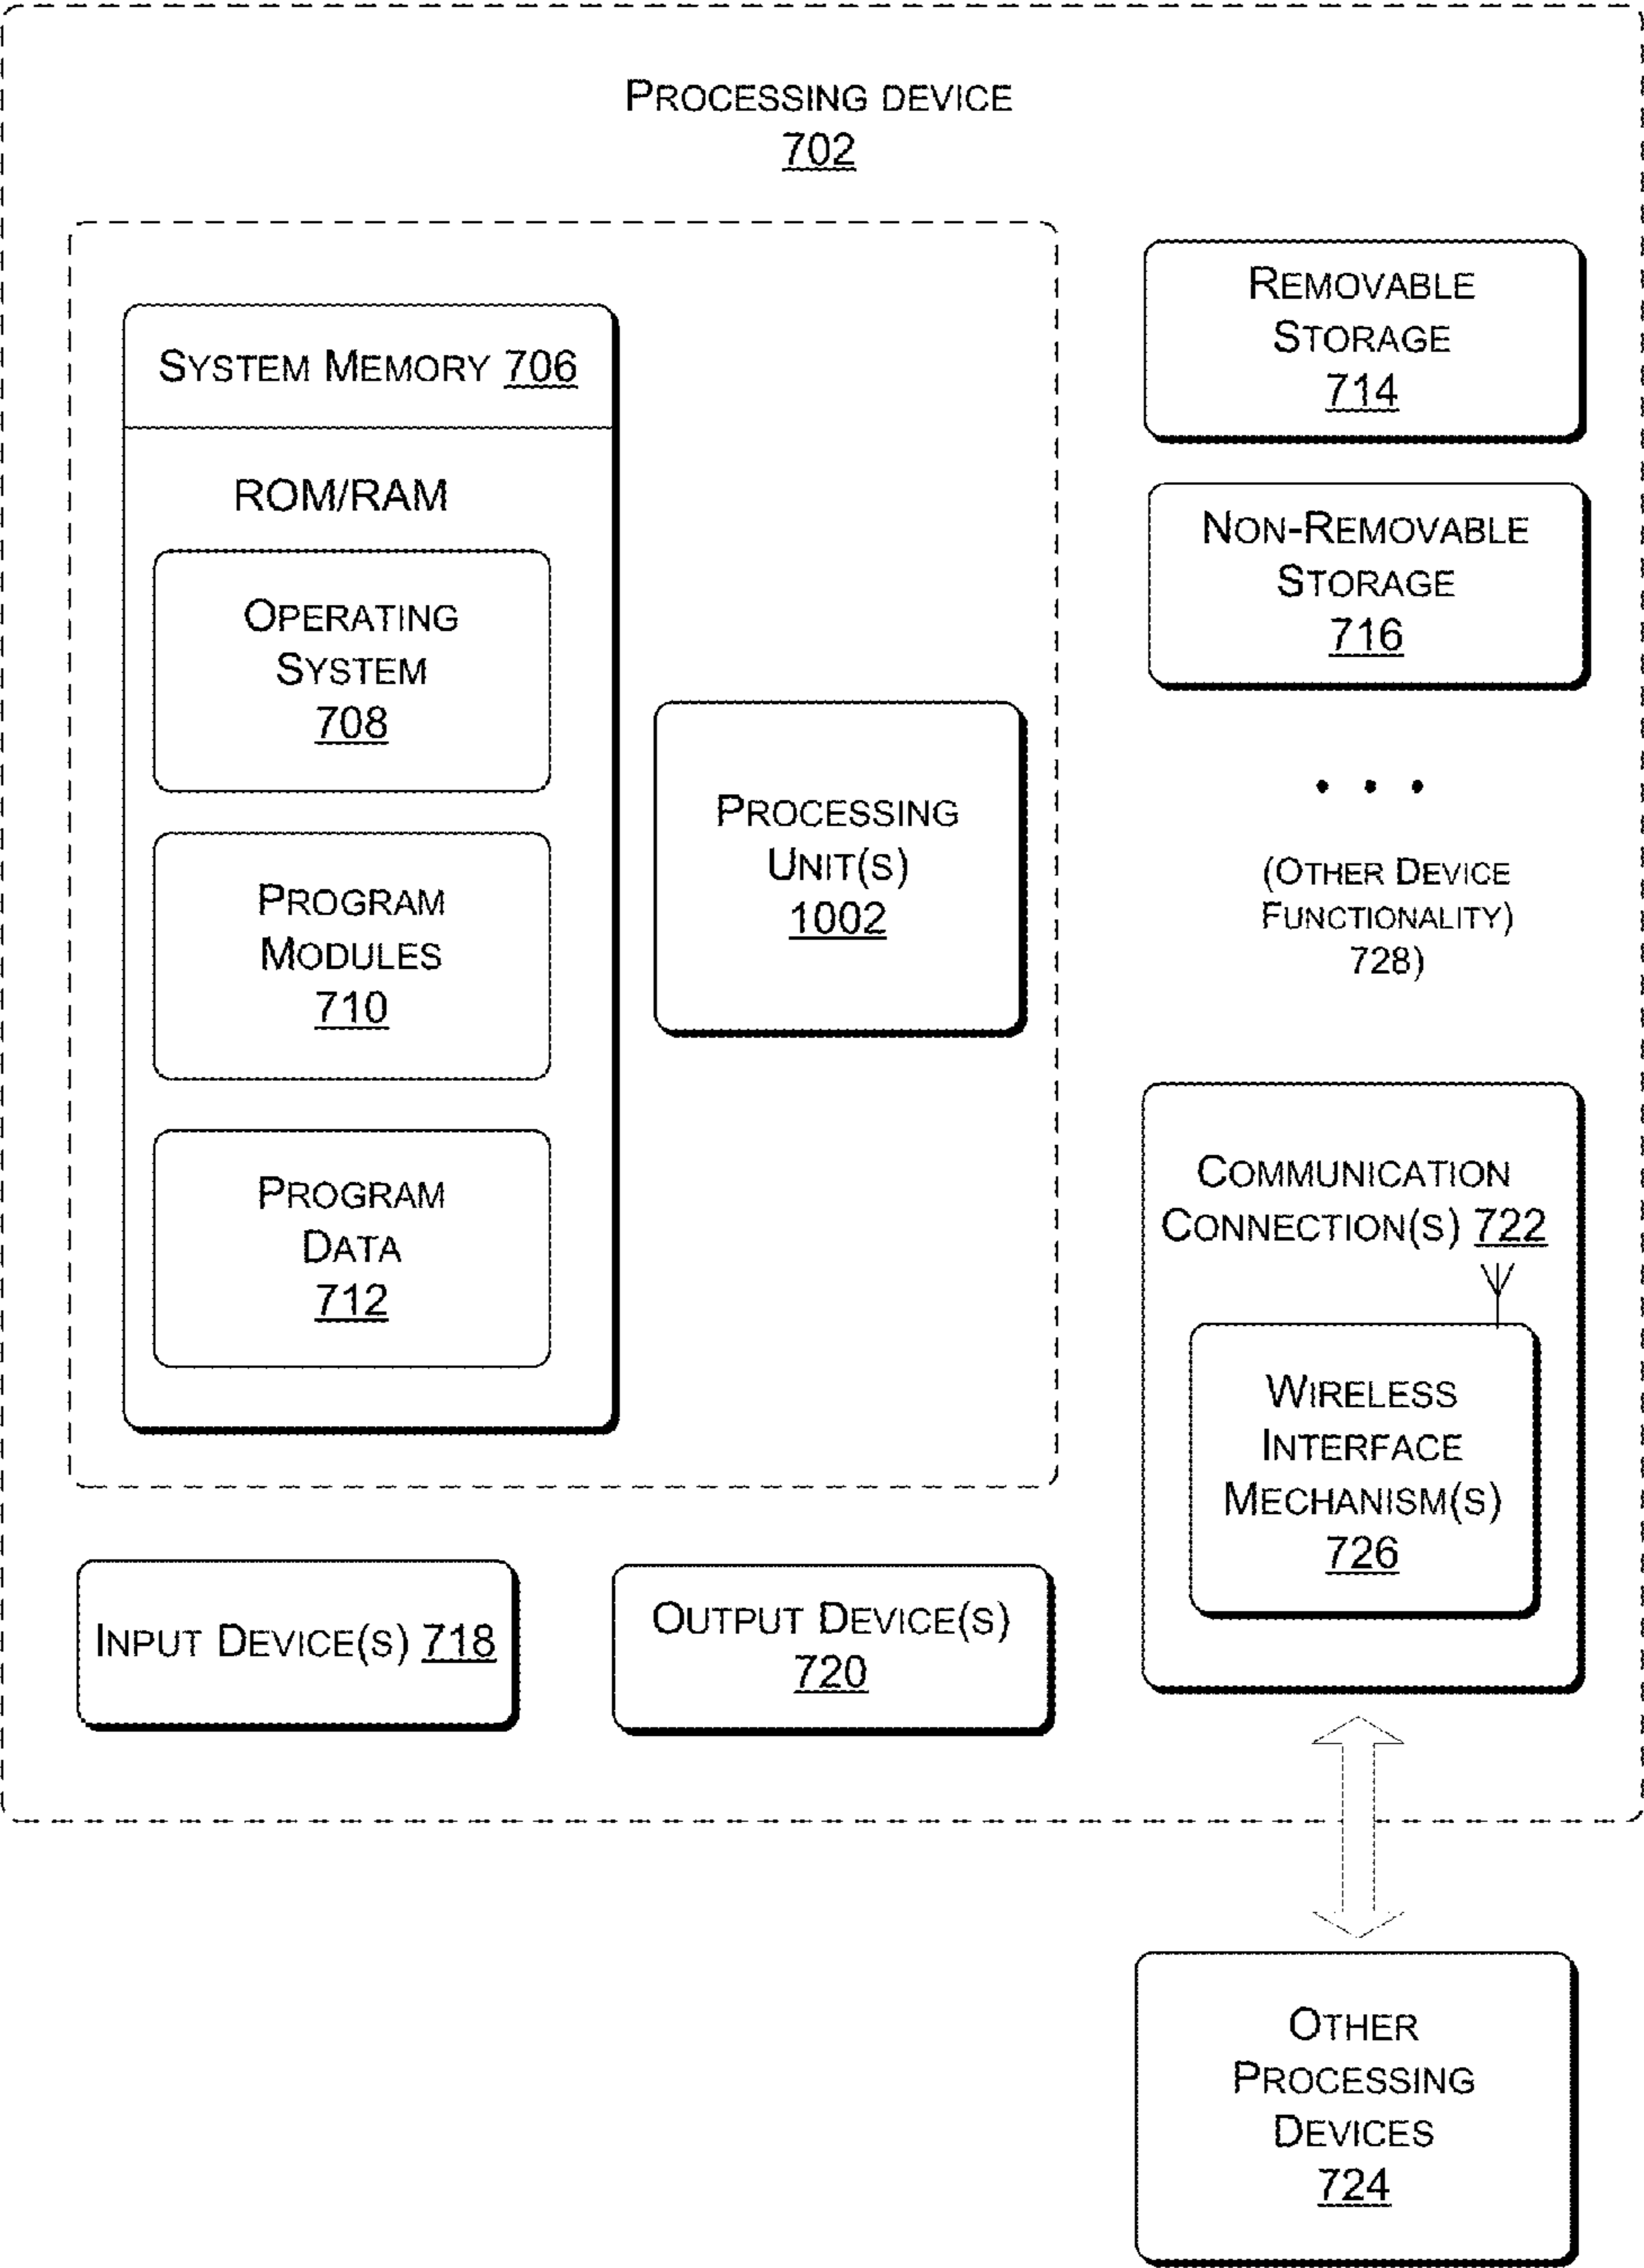 PROCESSING DEVICE
702
SYSTEM MEMORY 706
ROM/RAM
OPERATING
SYSTEM
708
PROGRAM
MODULES
710
PROGRAM
DATA
712
PROCESSING
UNIT(S)
1002
REMOVABLE
STORAGE
714
NON-REMOVABLE
STORAGE
716
• • •
(OTHER DEVICE
FUNCTIONALITY)
728)
COMMUNICATION
CONNECTION(S) 722
WIRELESS
INTERFACE
MECHANISM(S)
726
INPUT DEVICE(S) 718
OUTPUT DEVICE(S)
720
OTHER
PROCESSING
DEVICES
724